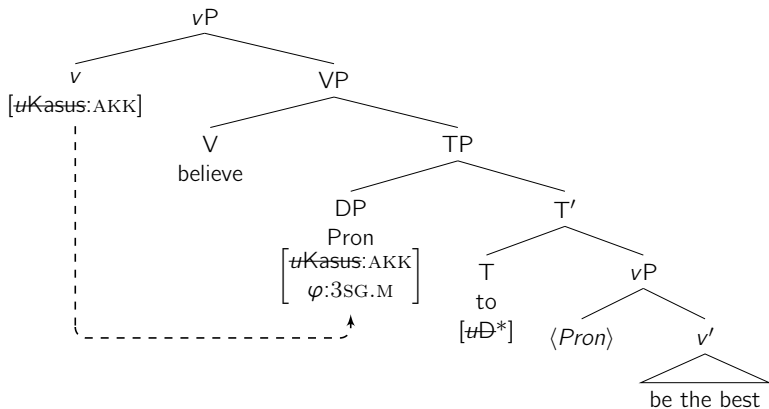 vP
v
[uKasus:AKK]
VP
V
believe
TP
DP
Pron
uKasus:AKK
φ:3SG.M
T′
T
to
[uD*]
vP
⟨Pron⟩
v′
be the best